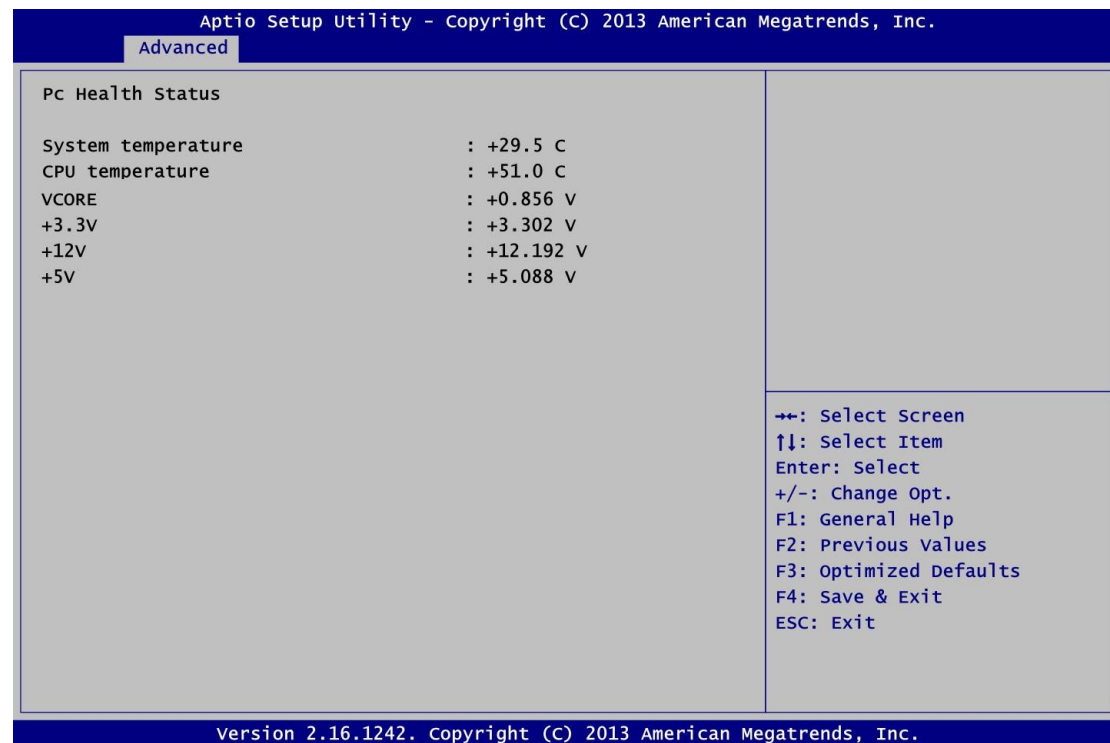 Aptio Setup Utility - Copyright (C) 2013 American Megatrends, Inc.
Advanced
Pc Health Status
System temperature : +29.5 C
CPU temperature : +51.0 C
VCORE : +0.856 V
+3.3V : +3.302 V
+12V : +12.192 V
+5V : +5.088 V
→←: Select Screen
↑↓: Select Item
Enter: Select
+/-: Change Opt.
F1: General Help
F2: Previous Values
F3: Optimized Defaults
F4: Save & Exit
ESC: Exit
Version 2.16.1242. Copyright (C) 2013 American Megatrends, Inc.